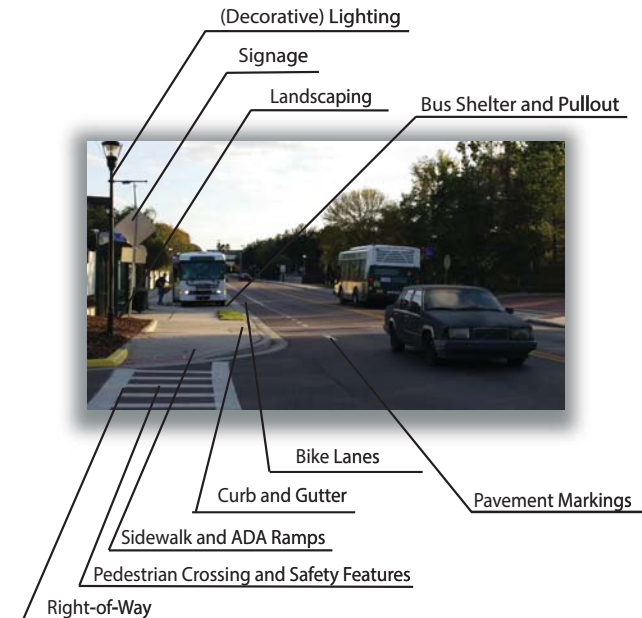 (Decorative) Lighting
Signage
Landscaping
Bus Shelter and Pullout
Bike Lanes
Curb and Gutter
Pavement Markings
Sidewalk and ADA Ramps
Pedestrian Crossing and Safety Features
Right-of-Way